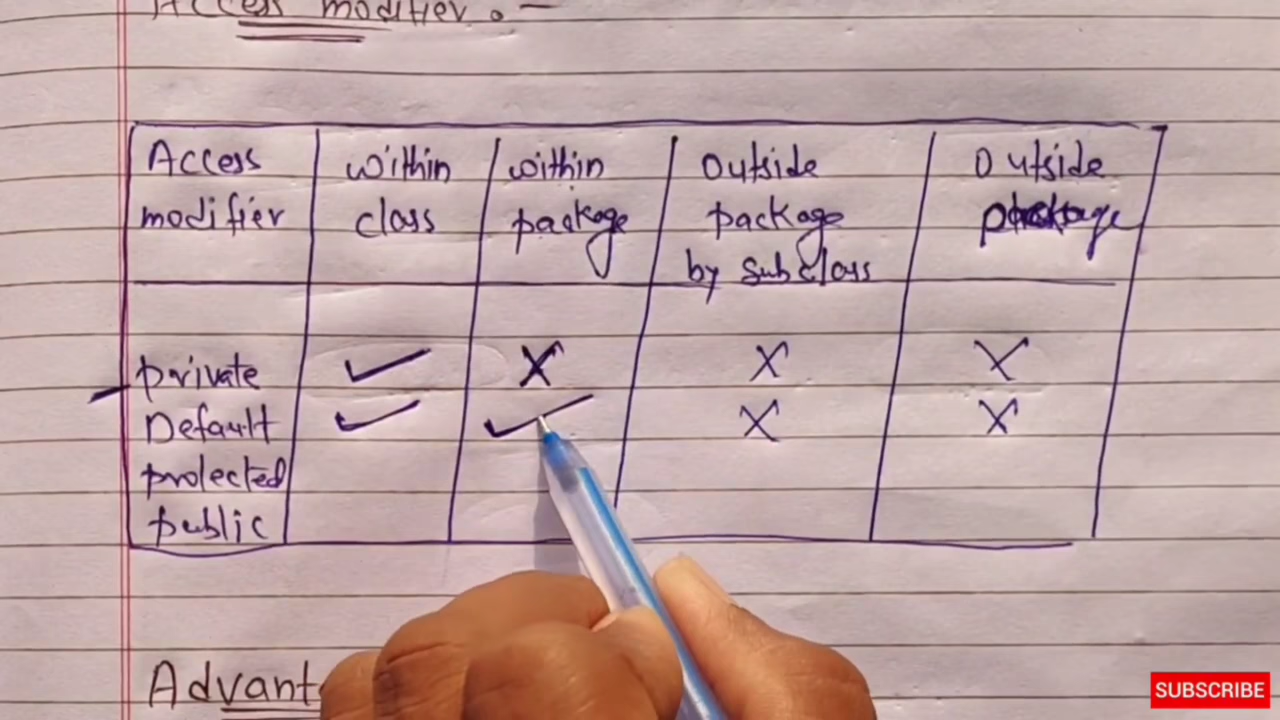 Access modifier :-
Access modifier | within class | within package | Outside package by subclass | Outside package
private ✓ X X X
Default ✓ ✓ X X
protected
public
Advant
SUBSCRIBE